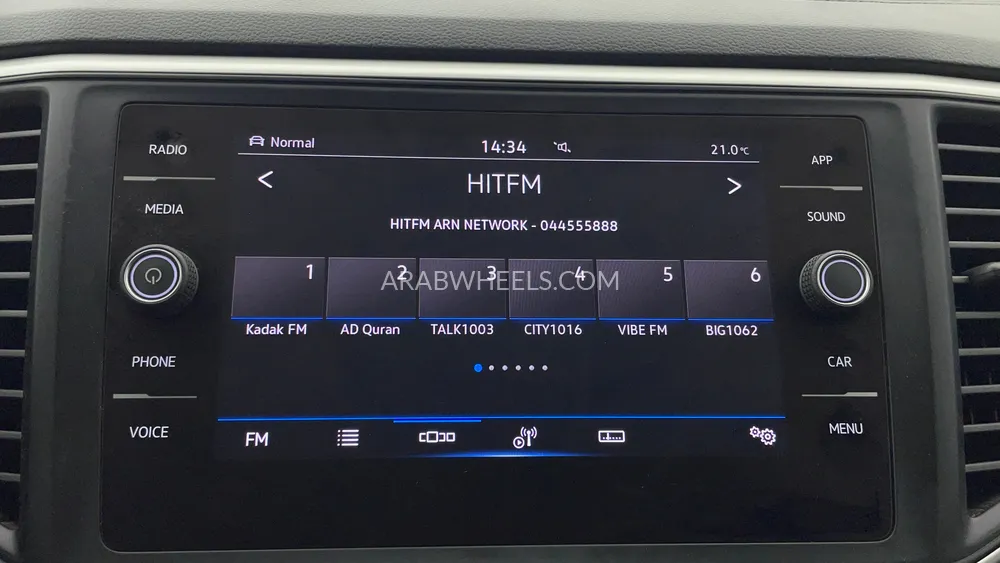 RADIO
MEDIA
PHONE
VOICE
Normal 14:34 21.0°C
HITFM
HITFM ARN NETWORK - 044555888
1 2 3 4 5 6
ARABWHEELS.COM
Kadak FM AD Quran TALK1003 CITY1016 VIBE FM BIG1062
FM
APP
SOUND
CAR
MENU